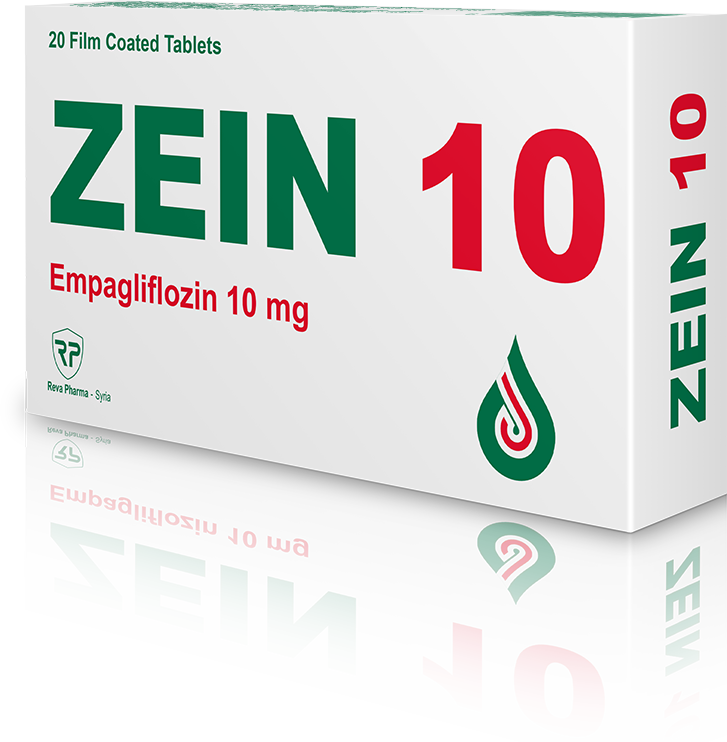 20 Film Coated Tablets
ZEIN 10
Empagliflozin 10 mg
RP
Reva Pharma - Syria
ZEIN 10